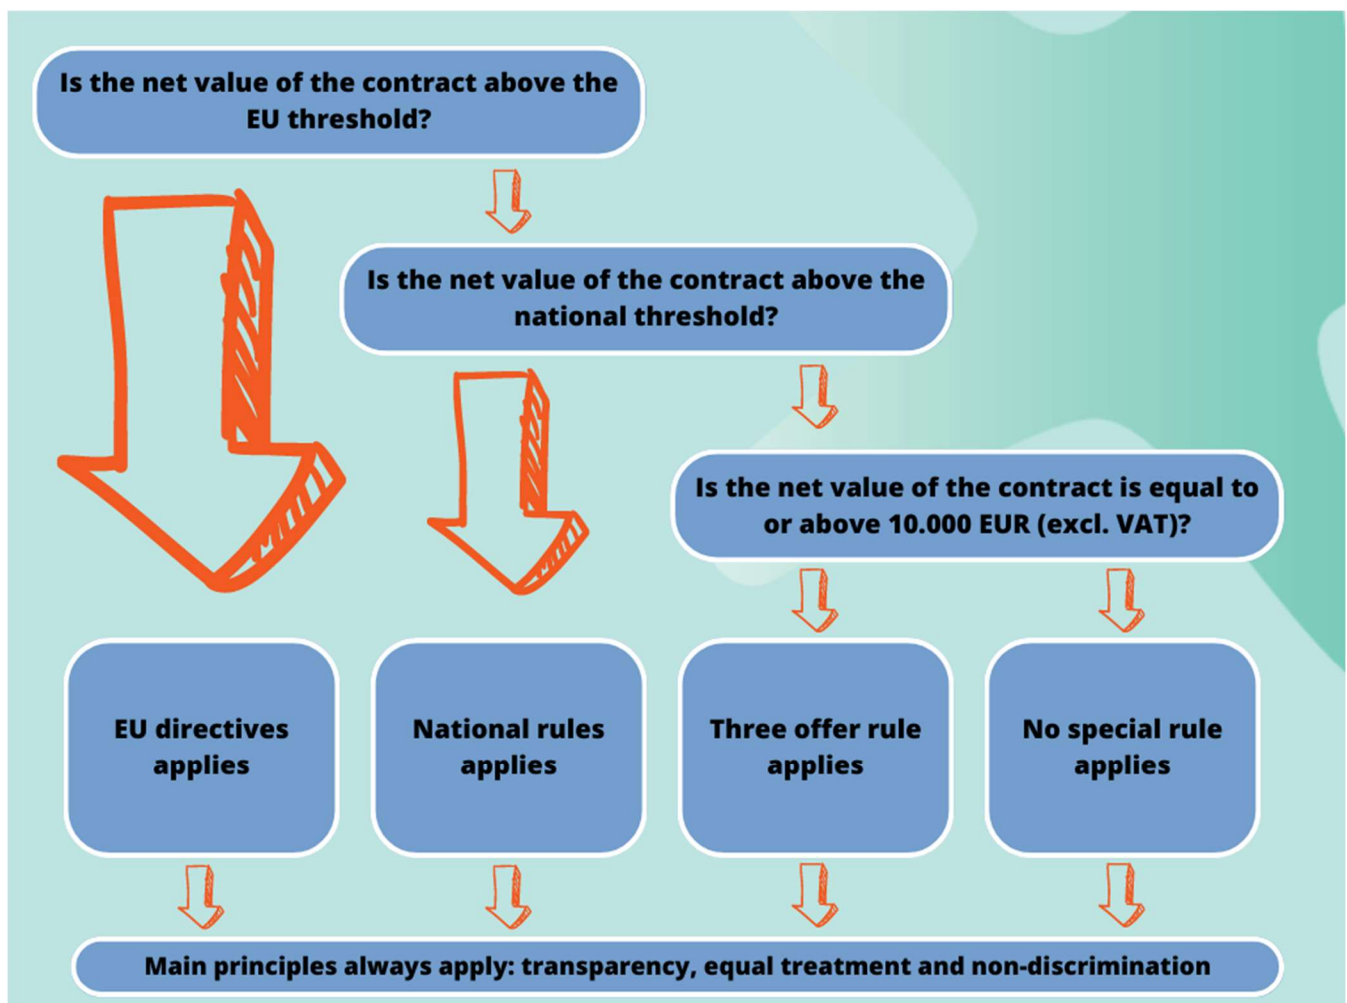 Is the net value of the contract above the
EU threshold?
Is the net value of the contract above the
national threshold?
Is the net value of the contract is equal to
or above 10.000 EUR (excl. VAT)?
EU directives
applies
National rules
applies
Three offer rule
applies
No special rule
applies
Main principles always apply: transparency, equal treatment and non-discrimination